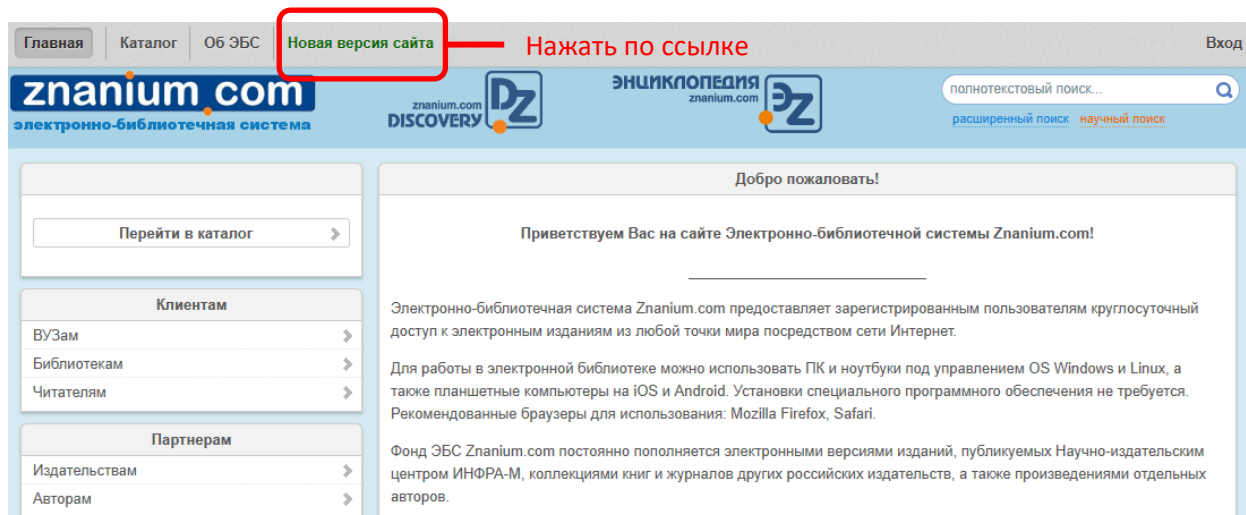 Главная Каталог Об ЭБС Новая версия сайта Нажать по ссылке Вход
znanium.com
электронно-библиотечная система
znanium.com
DISCOVERY
DZ
ЭНЦИКЛОПЕДИЯ
znanium.com
ЭZ
полнотекстовый поиск...
расширенный поиск научный поиск
Перейти в каталог
Клиентам
ВУЗам
Библиотекам
Читателям
Партнерам
Издательствам
Авторам
Добро пожаловать!
Приветствуем Вас на сайте Электронно-библиотечной системы Znanium.com!
Электронно-библиотечная система Znanium.com предоставляет зарегистрированным пользователям круглосуточный
доступ к электронным изданиям из любой точки мира посредством сети Интернет.
Для работы в электронной библиотеке можно использовать ПК и ноутбуки под управлением OS Windows и Linux, а
также планшетные компьютеры на iOS и Android. Установки специального программного обеспечения не требуется.
Рекомендованные браузеры для использования: Mozilla Firefox, Safari.
Фонд ЭБС Znanium.com постоянно пополняется электронными версиями изданий, публикуемых Научно-издательским
центром ИНФРА-М, коллекциями книг и журналов других российских издательств, а также произведениями отдельных
авторов.